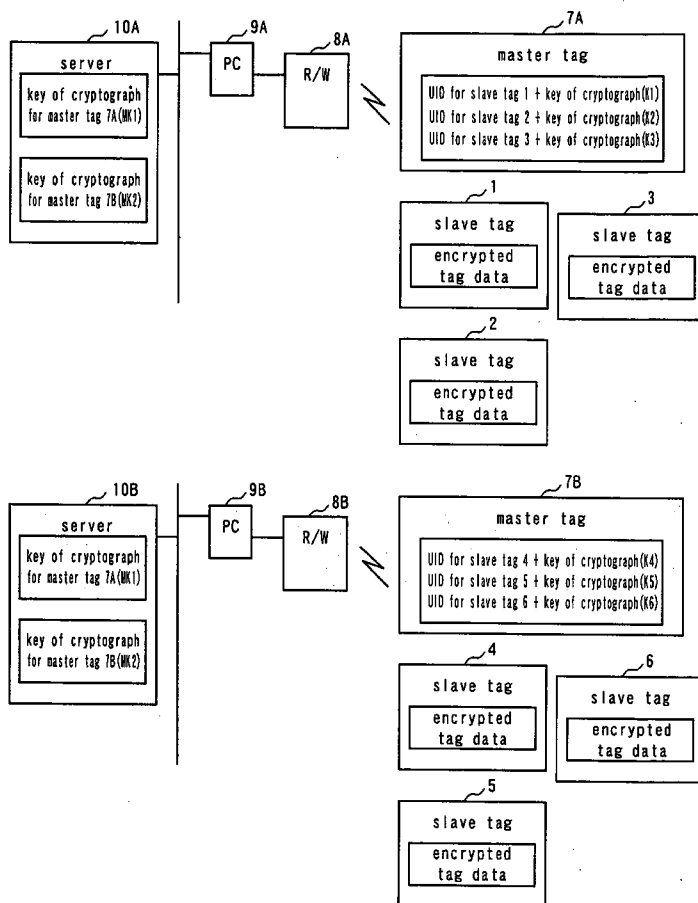 10A
server
key of cryptograph
for master tag 7A(MK1)
key of cryptograph
for master tag 7B(MK2)
9A
PC
8A
R/W
7A
master tag
UID for slave tag 1 + key of cryptograph(K1)
UID for slave tag 2 + key of cryptograph(K2)
UID for slave tag 3 + key of cryptograph(K3)
1
slave tag
encrypted
tag data
3
slave tag
encrypted
tag data
2
slave tag
encrypted
tag data
10B
server
key of cryptograph
for master tag 7A(MK1)
key of cryptograph
for master tag 7B(MK2)
9B
PC
8B
R/W
7B
master tag
UID for slave tag 4 + key of cryptograph(K4)
UID for slave tag 5 + key of cryptograph(K5)
UID for slave tag 6 + key of cryptograph(K6)
4
slave tag
encrypted
tag data
6
slave tag
encrypted
tag data
5
slave tag
encrypted
tag data